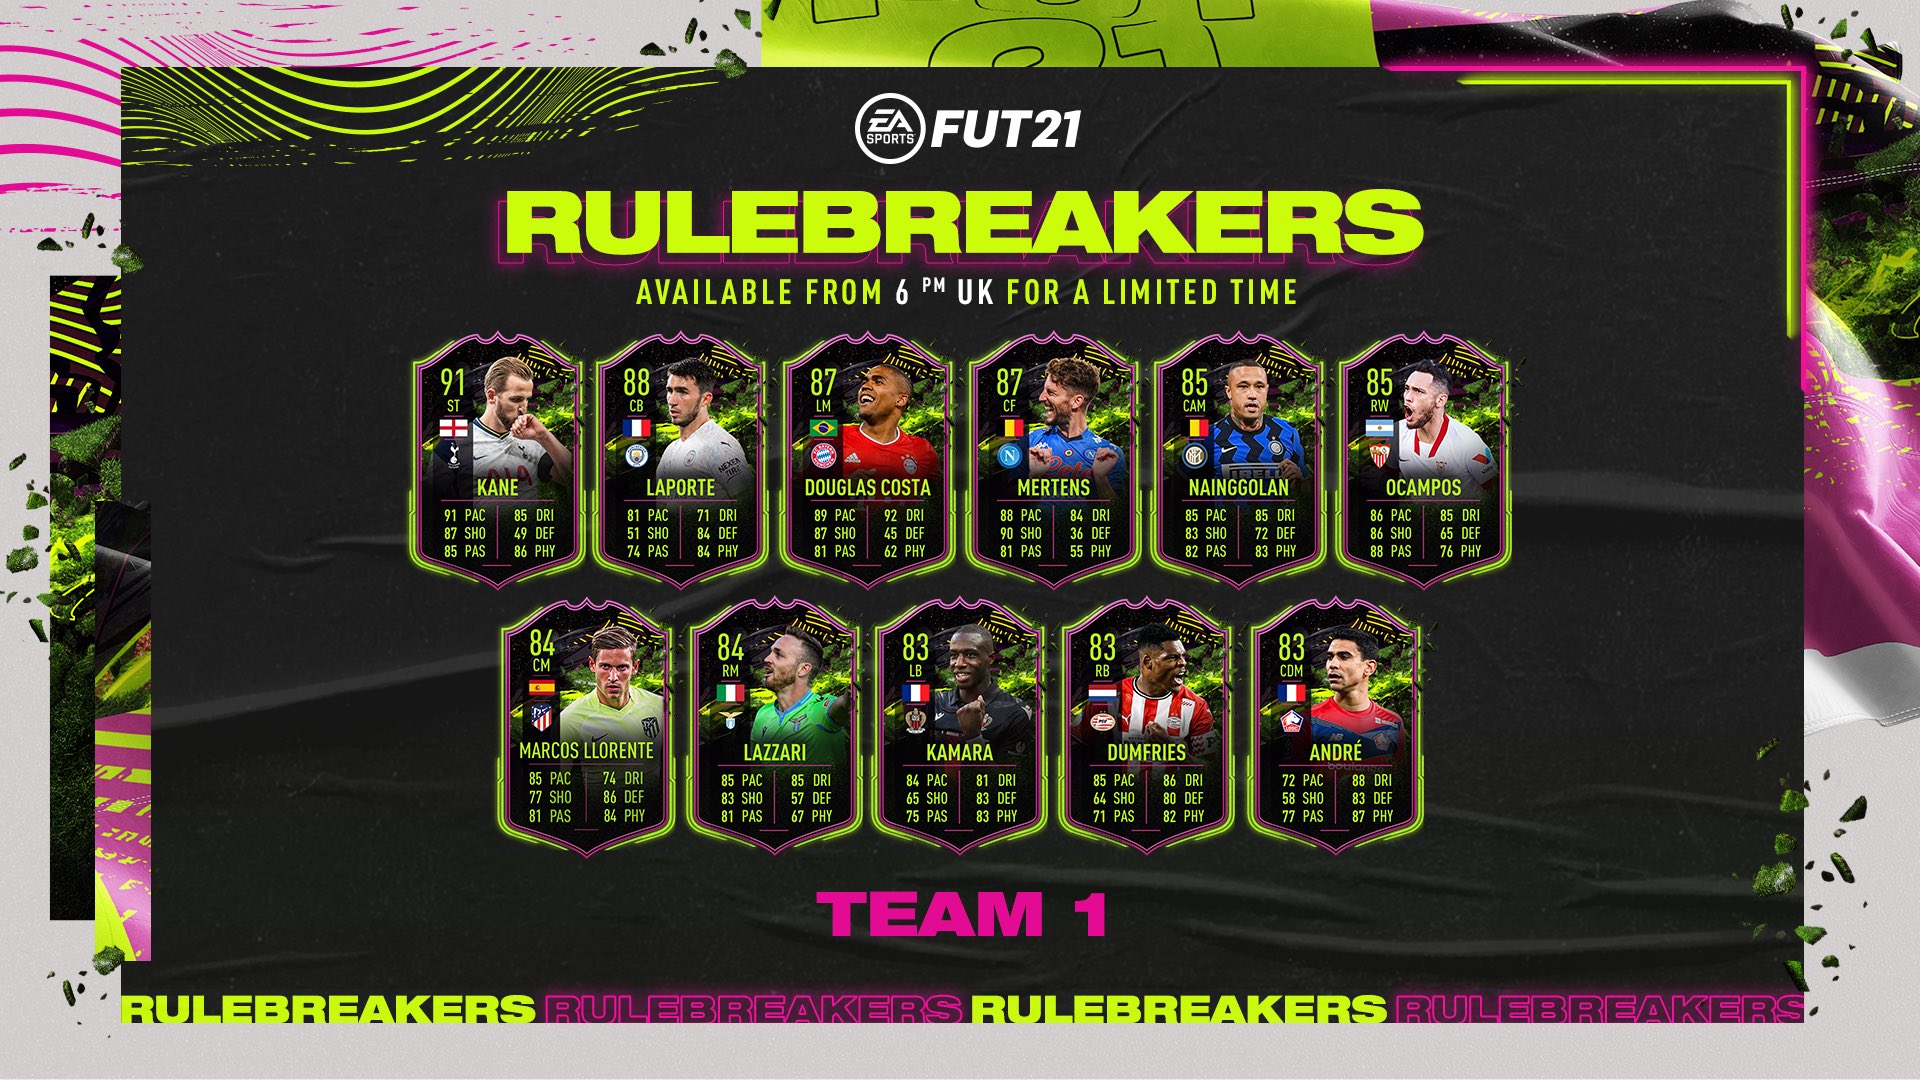 EA SPORTS FUT21
RULEBREAKERS
AVAILABLE FROM 6 PM UK FOR A LIMITED TIME
91 ST
KANE
91 PAC 85 DRI
87 SHO 49 DEF
85 PAS 86 PHY
88 CB
LAPORTE
81 PAC 71 DRI
51 SHO 84 DEF
74 PAS 84 PHY
87 LM
DOUGLAS COSTA
89 PAC 92 DRI
87 SHO 45 DEF
81 PAS 62 PHY
87 CF
MERTENS
88 PAC 84 DRI
90 SHO 36 DEF
81 PAS 55 PHY
85 CAM
PIRELLI
NAINGGOLAN
85 PAC 85 DRI
83 SHO 72 DEF
82 PAS 83 PHY
85 RW
OCAMPOS
86 PAC 85 DRI
86 SHO 65 DEF
88 PAS 76 PHY
84 CM
MARCOS LLORENTE
85 PAC 74 DRI
77 SHO 86 DEF
81 PAS 84 PHY
84 RM
LAZZARI
85 PAC 85 DRI
83 SHO 57 DEF
81 PAS 67 PHY
83 LB
KAMARA
84 PAC 81 DRI
65 SHO 83 DEF
75 PAS 83 PHY
83 RB
DUMFRIES
85 PAC 86 DRI
64 SHO 80 DEF
71 PAS 82 PHY
83 CDM
ANDRÉ
72 PAC 88 DRI
58 SHO 83 DEF
77 PAS 87 PHY
TEAM 1
RULEBREAKERS RULEBREAKERS RULEBREAKERS RULEBREAKERS